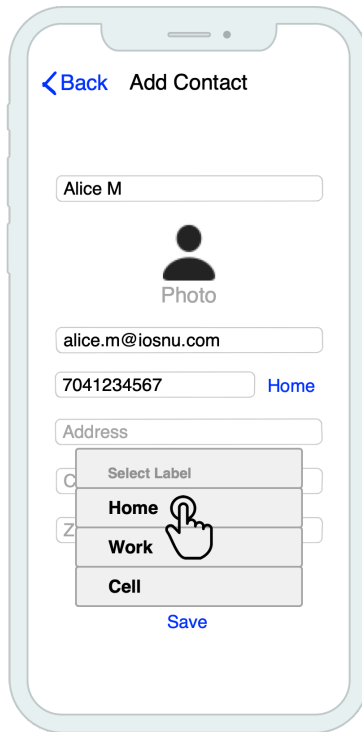 Back Add Contact
Alice M
Photo
alice.m@iosnu.com
7041234567 Home
Address
C
Select Label
Home
Z
Work
Cell
Save